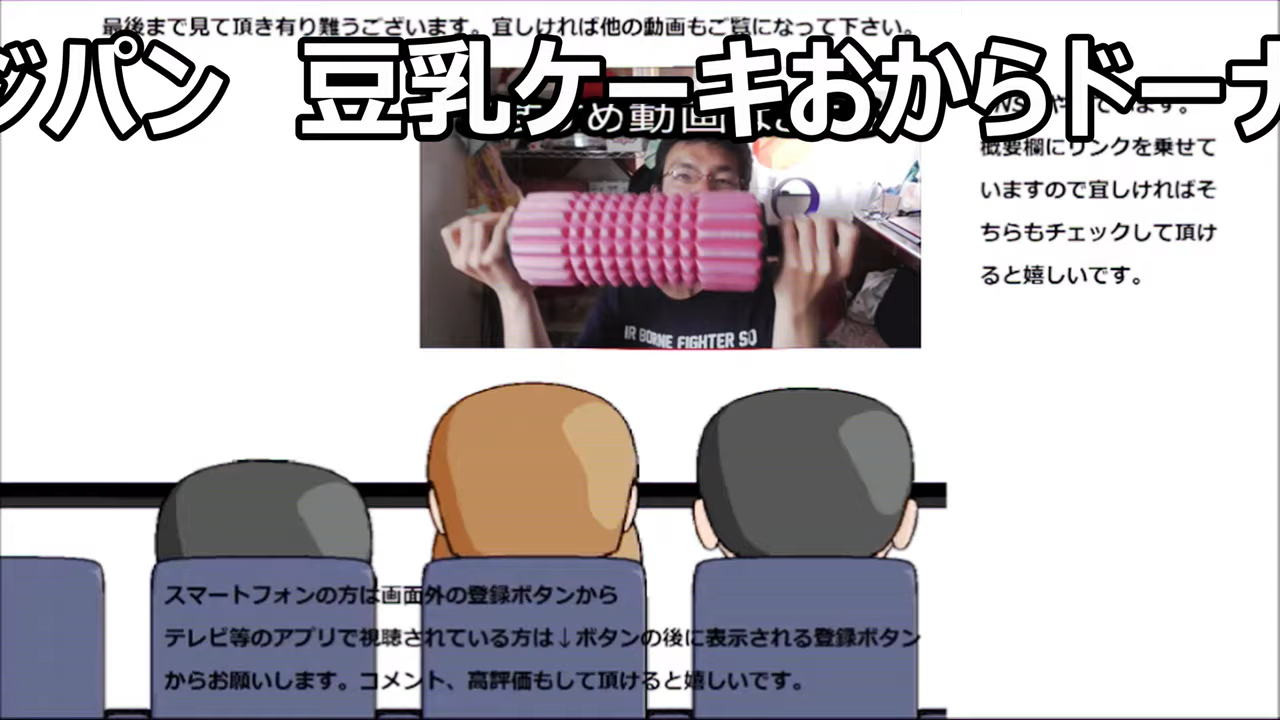 最後まで見て頂き有り難うございます。宜しければ他の動画もご覧になって下さい。
ジパン　豆乳ケーキおからドーナ
め動画
概要欄にリンクを乗せて
いますので宜しければそ
ちらもチェックして頂け
ると嬉しいです。
IR BORNE FIGHTER SO
スマートフォンの方は画面外の登録ボタンから
テレビ等のアプリで視聴されている方は↓ボタンの後に表示される登録ボタン
からお願いします。コメント、高評価もして頂けると嬉しいです。